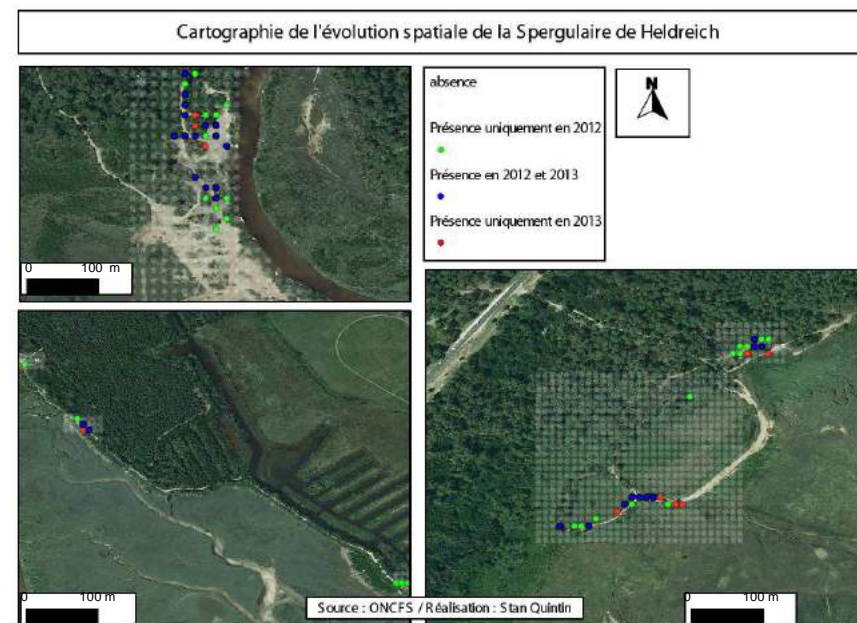 Cartographie de l'évolution spatiale de la Spergulaire de Heldreich
absence
Présence uniquement en 2012
Présence en 2012 et 2013
Présence uniquement en 2013
N
0 100 m
0 100 m
0 100 m
Source : ONCFS / Réalisation : Stan Quintin